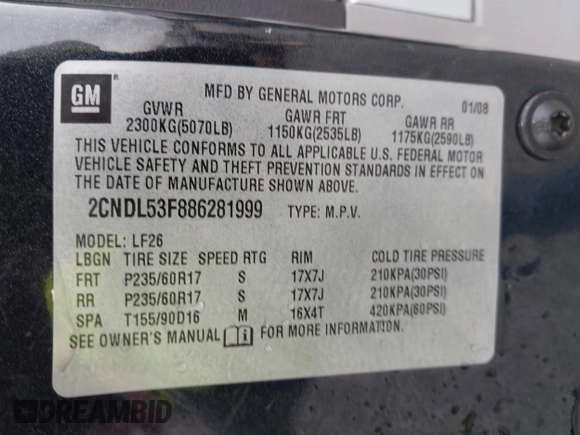 GM
MFD BY GENERAL MOTORS CORP. 01/08
GVWR GAWR FRT GAWR RR
2300KG(5070LB) 1150KG(2535LB) 1175KG(2590LB)
THIS VEHICLE CONFORMS TO ALL APPLICABLE U.S. FEDERAL MOTOR
VEHICLE SAFETY AND THEFT PREVENTION STANDARDS IN EFFECT ON
THE DATE OF MANUFACTURE SHOWN ABOVE.
2CNDL53F886281999 TYPE: M.P.V.
MODEL: LF26
LBGN TIRE SIZE SPEED RTG RIM COLD TIRE PRESSURE
FRT P235/60R17 S 17X7J 210KPA(30PSI)
RR P235/60R17 S 17X7J 210KPA(30PSI)
SPA T155/90D16 M 16X4T 420KPA(60PSI)
SEE OWNER'S MANUAL i FOR MORE INFORMATION.
DREAMBID